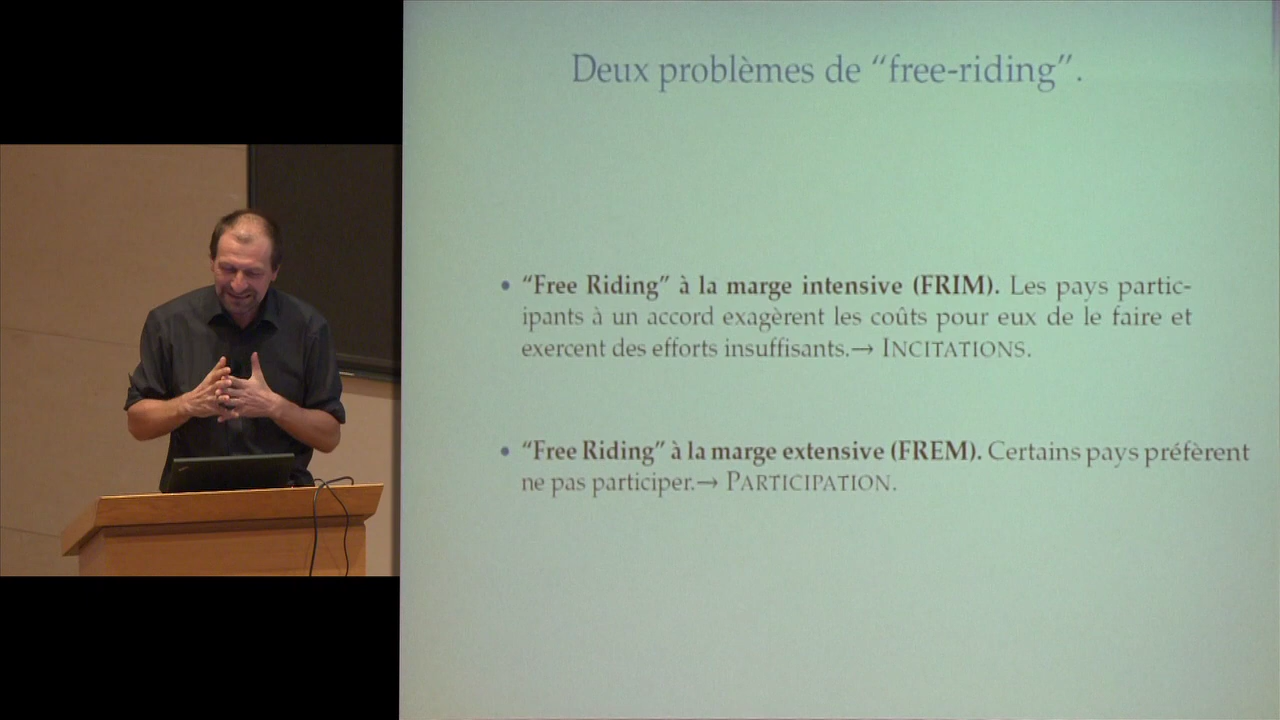 Deux problèmes de “free-riding”.
• “Free Riding” à la marge intensive (FRIM). Les pays partic-
ipants à un accord exagèrent les coûts pour eux de le faire et
exercent des efforts insuffisants.→ INCITATIONS.
• “Free Riding” à la marge extensive (FREM). Certains pays préfèrent
ne pas participer.→ PARTICIPATION.